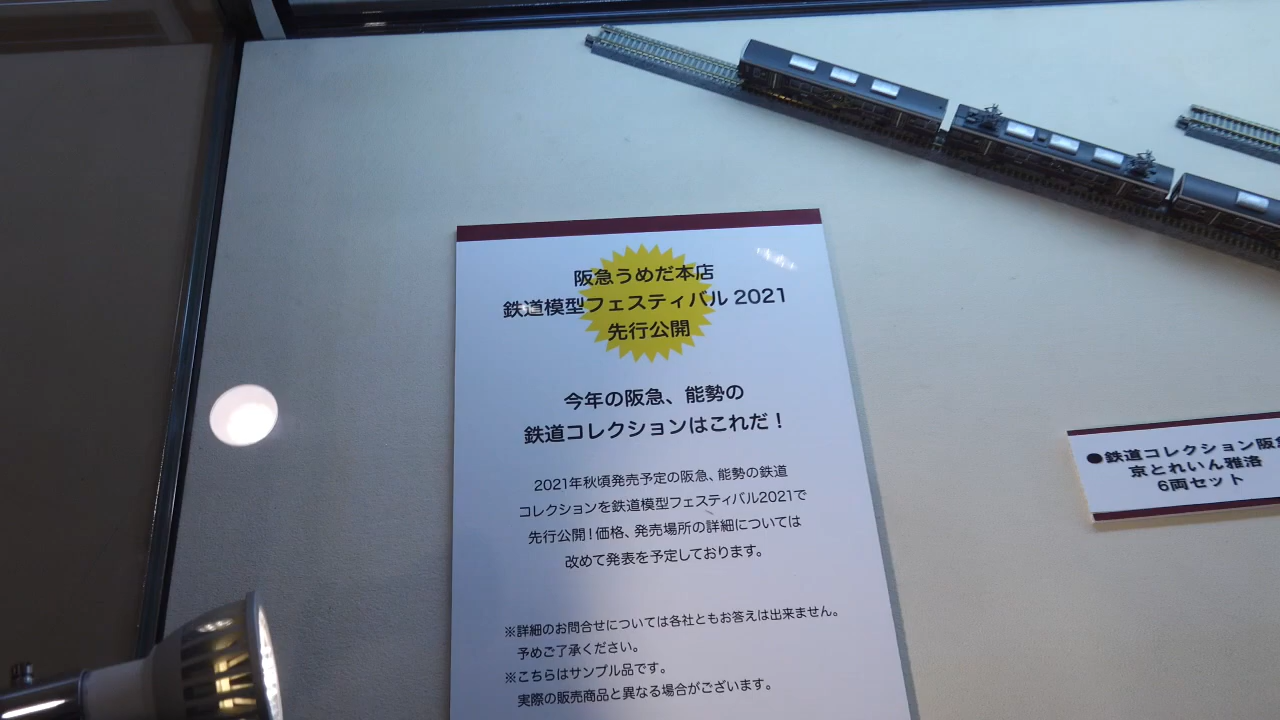 阪急うめだ本店
鉄道模型フェスティバル 2021
先行公開
今年の阪急、能勢の
鉄道コレクションはこれだ！
2021年秋頃発売予定の阪急、能勢の鉄道
コレクションを鉄道模型フェスティバル2021で
先行公開！価格、発売場所の詳細については
改めて発表を予定しております。
※詳細のお問合せについては各社ともお答えは出来ません。
予めご了承ください。
※こちらはサンプル品です。
実際の販売商品と異なる場合がございます。
●鉄道コレクション阪急
京とれいん雅洛
6両セット